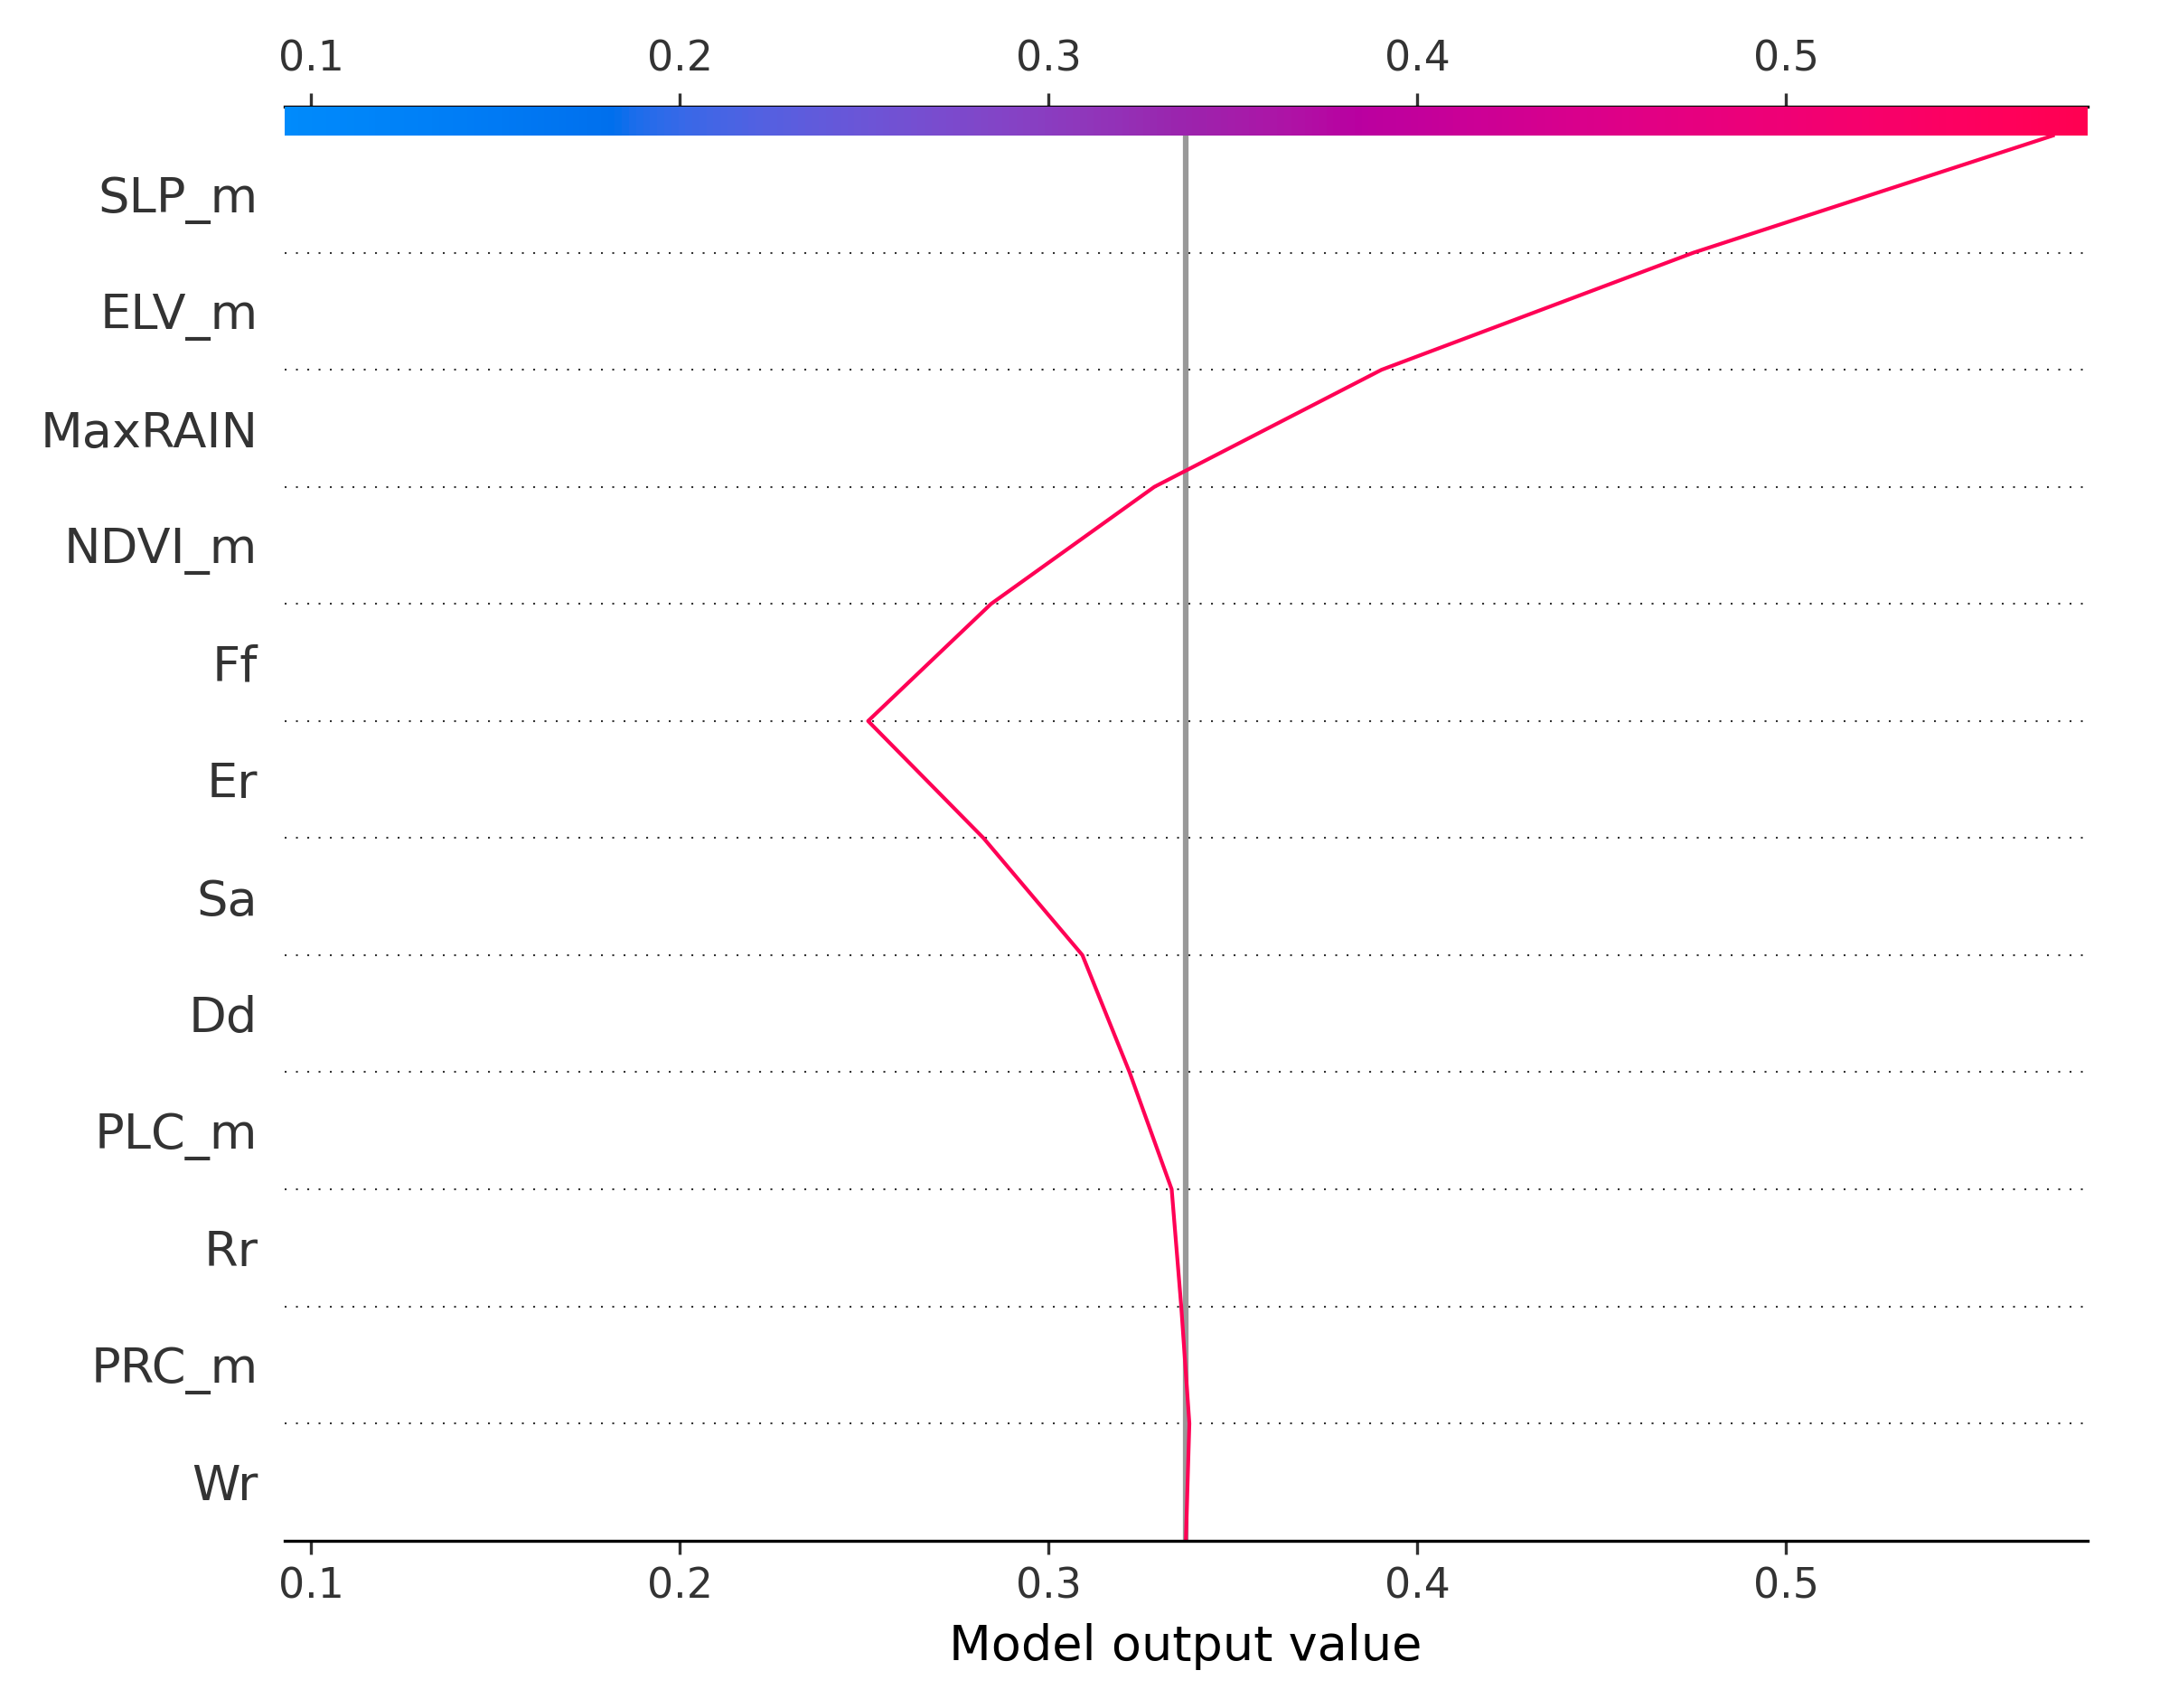 0.1 0.2 0.3 0.4 0.5
SLP_m
ELV_m
MaxRAIN
NDVI_m
Ff
Er
Sa
Dd
PLC_m
Rr
PRC_m
Wr
0.1 0.2 0.3 0.4 0.5
Model output value